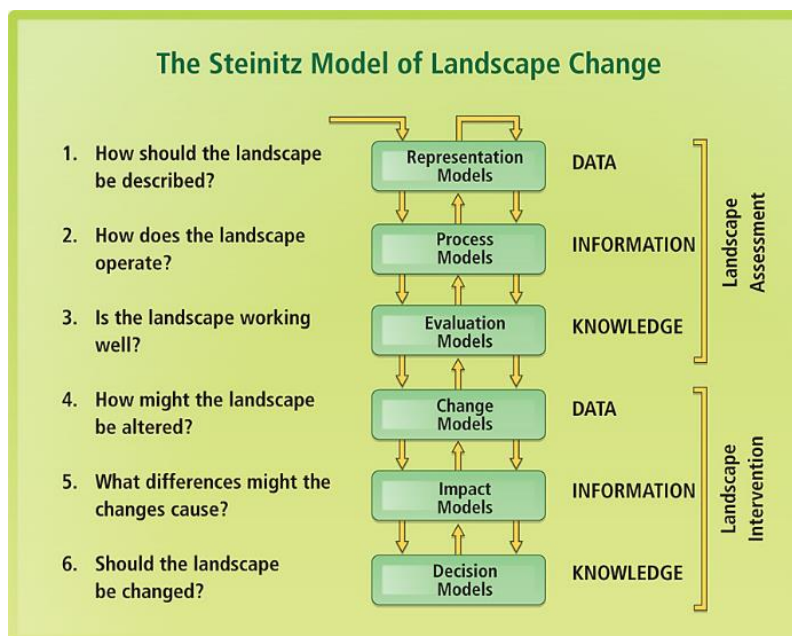 The Steinitz Model of Landscape Change
1. How should the landscape
be described?
Representation
Models
DATA
2. How does the landscape
operate?
Process
Models
INFORMATION
3. Is the landscape working
well?
Evaluation
Models
KNOWLEDGE
Landscape
Assessment
4. How might the landscape
be altered?
Change
Models
DATA
5. What differences might the
changes cause?
Impact
Models
INFORMATION
6. Should the landscape
be changed?
Decision
Models
KNOWLEDGE
Landscape
Intervention